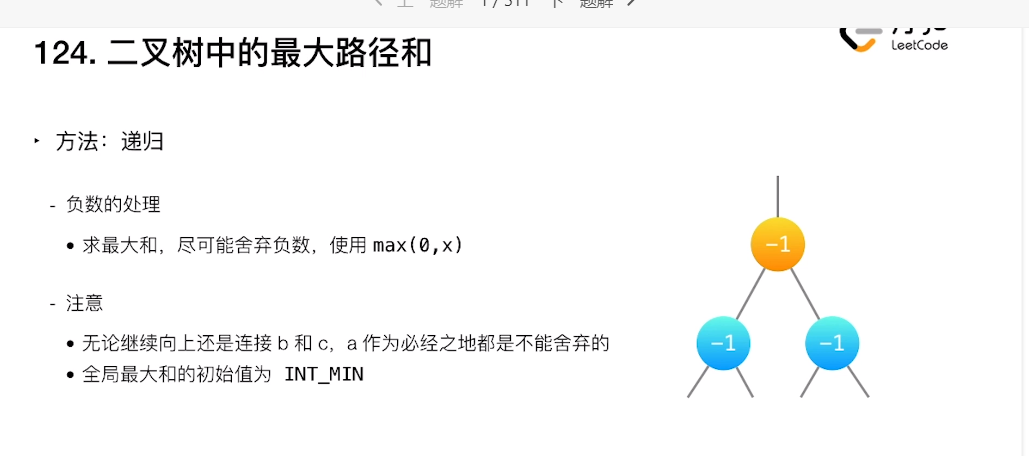 上一题解 1 / 511 下一题解
LeetCode
124. 二叉树中的最大路径和
‣ 方法：递归
- 负数的处理
• 求最大和，尽可能舍弃负数，使用 max(0,x)
- 注意
• 无论继续向上还是连接 b 和 c，a 作为必经之地都是不能舍弃的
• 全局最大和的初始值为 INT_MIN
-1
-1 -1